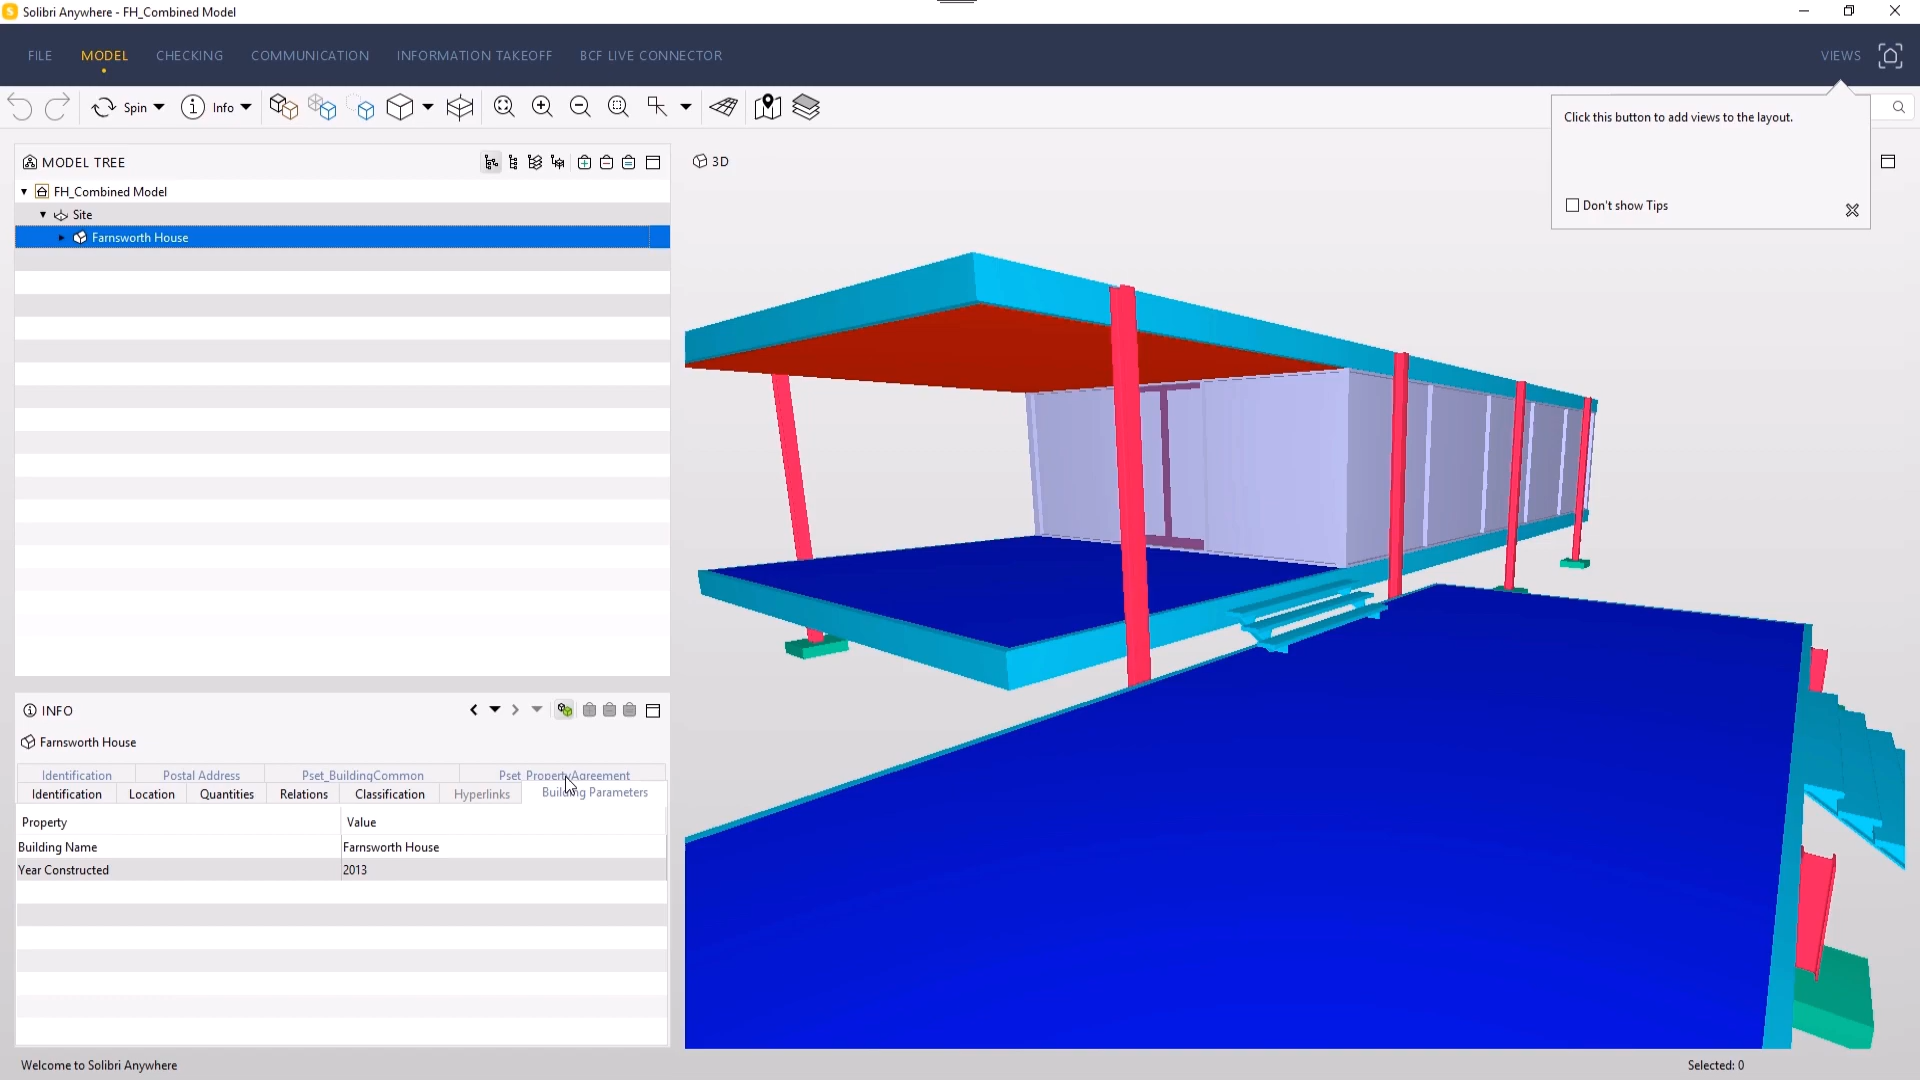 Solibri Anywhere - FH_Combined Model
FILE MODEL CHECKING COMMUNICATION INFORMATION TAKEOFF BCF LIVE CONNECTOR VIEWS
Spin Info
Click this button to add views to the layout.
Don't show Tips
MODEL TREE
3D
FH_Combined Model
Site
Farnsworth House
INFO
Farnsworth House
Identification Postal Address Pset_BuildingCommon Pset_PropertyAgreement
Identification Location Quantities Relations Classification Hyperlinks Building Parameters
Property Value
Building Name Farnsworth House
Year Constructed 2013
Welcome to Solibri Anywhere Selected: 0